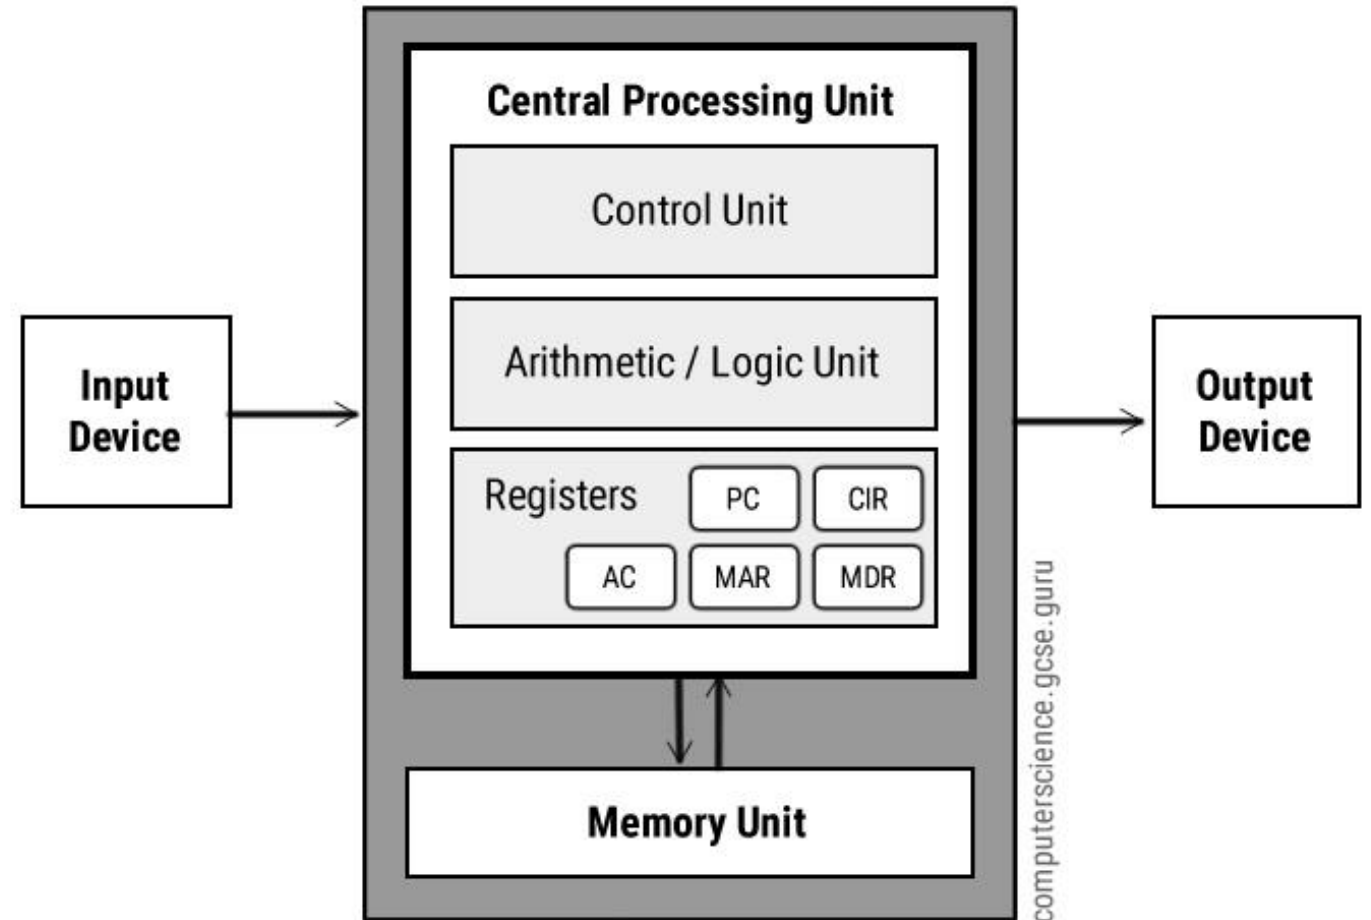 Central Processing Unit
Control Unit
Arithmetic / Logic Unit
Registers
PC
CIR
AC
MAR
MDR
Input
Device
Output
Device
Memory Unit
computerscience.gcse.guru